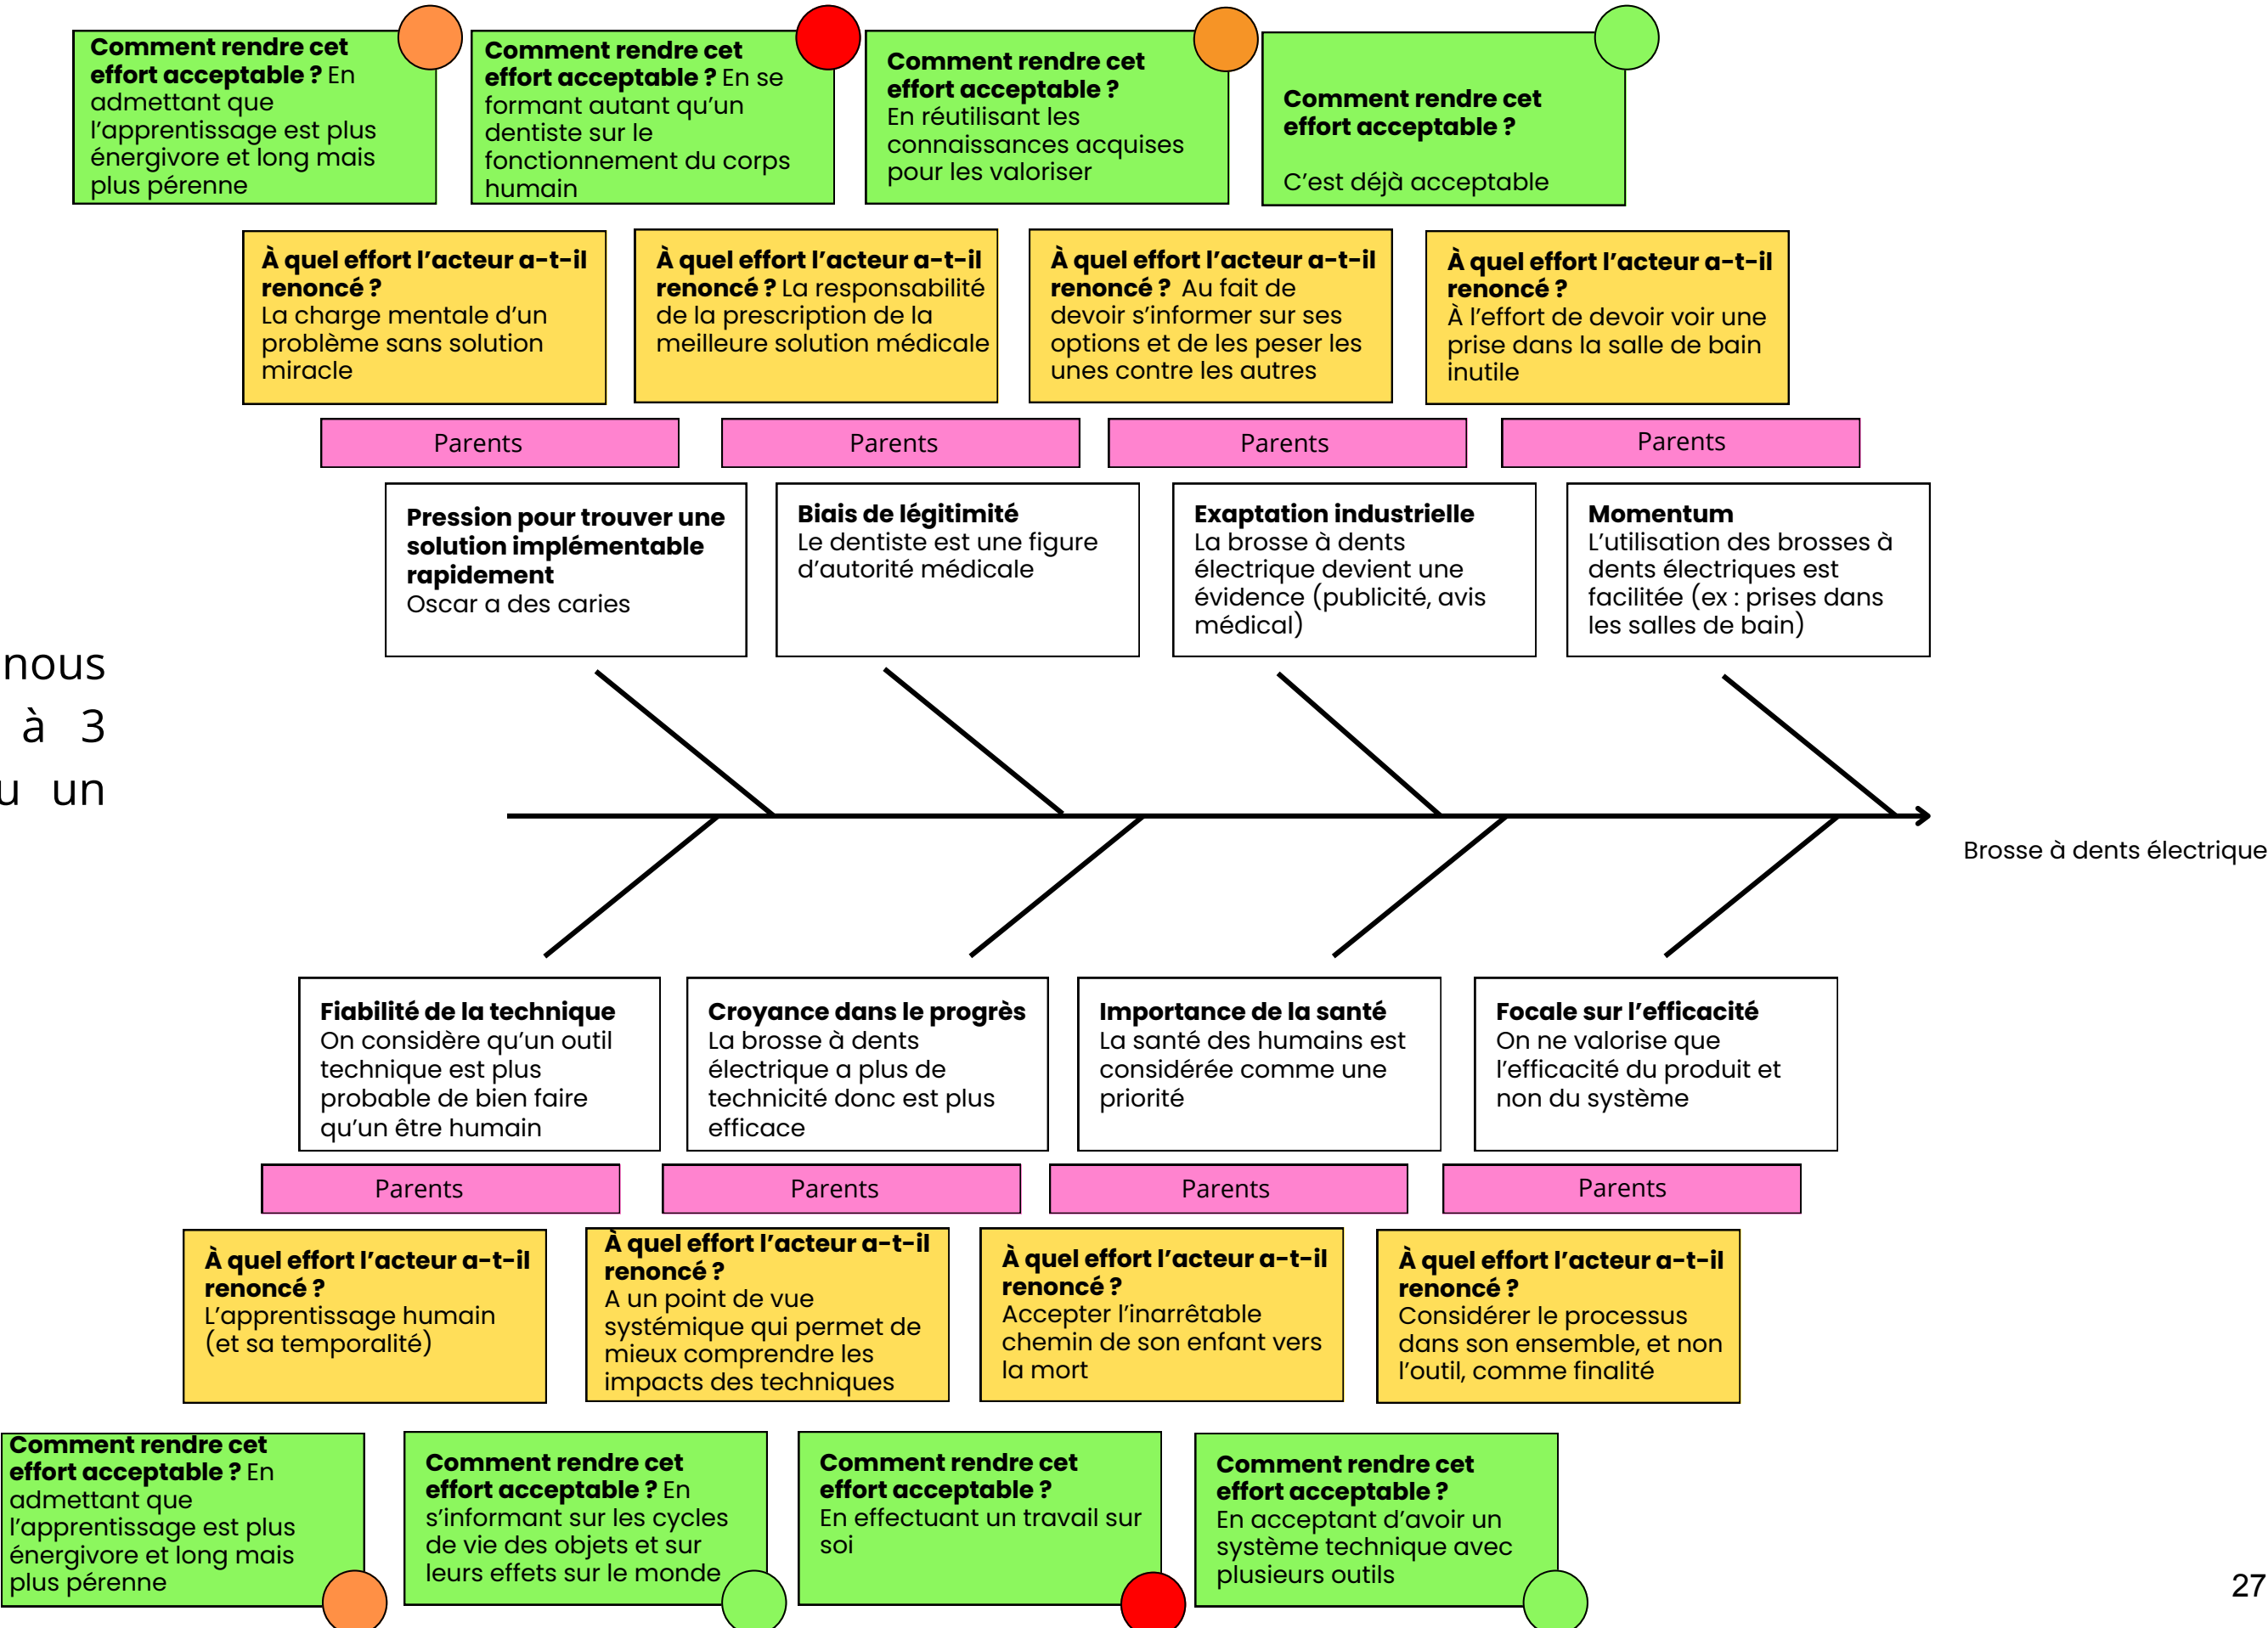 Comment rendre cet
effort acceptable ? En
admettant que
l’apprentissage est plus
énergivore et long mais
plus pérenne
Comment rendre cet
effort acceptable ? En se
formant autant qu’un
dentiste sur le
fonctionnement du corps
humain
Comment rendre cet
effort acceptable ?
En réutilisant les
connaissances acquises
pour les valoriser
Comment rendre cet
effort acceptable ?
C’est déjà acceptable
À quel effort l’acteur a-t-il
renoncé ?
La charge mentale d’un
problème sans solution
miracle
À quel effort l’acteur a-t-il
renoncé ? La responsabilité
de la prescription de la
meilleure solution médicale
À quel effort l’acteur a-t-il
renoncé ? Au fait de
devoir s’informer sur ses
options et de les peser les
unes contre les autres
À quel effort l’acteur a-t-il
renoncé ?
À l’effort de devoir voir une
prise dans la salle de bain
inutile
Parents
Parents
Parents
Parents
Pression pour trouver une
solution implémentable
rapidement
Oscar a des caries
Biais de légitimité
Le dentiste est une figure
d’autorité médicale
Exaptation industrielle
La brosse à dents
électrique devient une
évidence (publicité, avis
médical)
Momentum
L’utilisation des brosses à
dents électriques est
facilitée (ex : prises dans
les salles de bain)
nous
à 3
un
Brosse à dents électrique
Fiabilité de la technique
On considère qu’un outil
technique est plus
probable de bien faire
qu’un être humain
Croyance dans le progrès
La brosse à dents
électrique a plus de
technicité donc est plus
efficace
Importance de la santé
La santé des humains est
considérée comme une
priorité
Focale sur l’efficacité
On ne valorise que
l’efficacité du produit et
non du système
Parents
Parents
Parents
Parents
À quel effort l’acteur a-t-il
renoncé ?
L’apprentissage humain
(et sa temporalité)
À quel effort l’acteur a-t-il
renoncé ?
A un point de vue
systémique qui permet de
mieux comprendre les
impacts des techniques
À quel effort l’acteur a-t-il
renoncé ?
Accepter l’inarrêtable
chemin de son enfant vers
la mort
À quel effort l’acteur a-t-il
renoncé ?
Considérer le processus
dans son ensemble, et non
l’outil, comme finalité
Comment rendre cet
effort acceptable ? En
admettant que
l’apprentissage est plus
énergivore et long mais
plus pérenne
Comment rendre cet
effort acceptable ? En
s’informant sur les cycles
de vie des objets et sur
leurs effets sur le monde
Comment rendre cet
effort acceptable ?
En effectuant un travail sur
soi
Comment rendre cet
effort acceptable ?
En acceptant d’avoir un
système technique avec
plusieurs outils
27